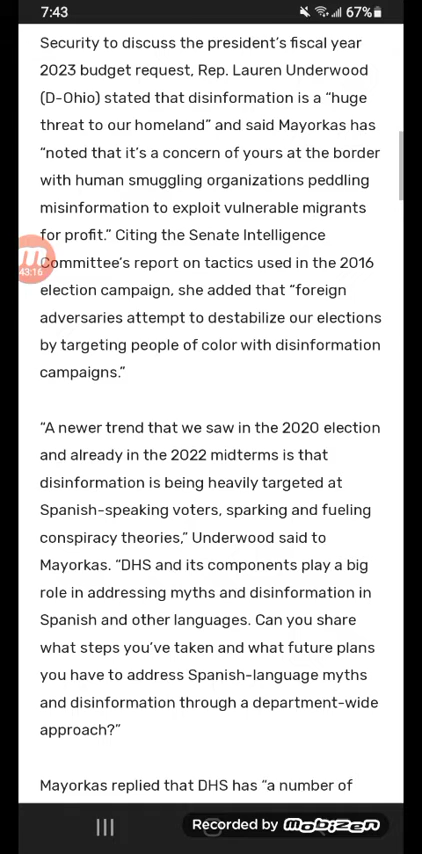 7:43
67%
Security to discuss the president's fiscal year
2023 budget request, Rep. Lauren Underwood
(D-Ohio) stated that disinformation is a “huge
threat to our homeland” and said Mayorkas has
“noted that it's a concern of yours at the border
with human smuggling organizations peddling
misinformation to exploit vulnerable migrants
for profit.” Citing the Senate Intelligence
Committee's report on tactics used in the 2016
43:16
election campaign, she added that “foreign
adversaries attempt to destabilize our elections
by targeting people of color with disinformation
campaigns.”
“A newer trend that we saw in the 2020 election
and already in the 2022 midterms is that
disinformation is being heavily targeted at
Spanish-speaking voters, sparking and fueling
conspiracy theories,” Underwood said to
Mayorkas. “DHS and its components play a big
role in addressing myths and disinformation in
Spanish and other languages. Can you share
what steps you've taken and what future plans
you have to address Spanish-language myths
and disinformation through a department-wide
approach?”
Mayorkas replied that DHS has “a number of
Recorded by mobizen